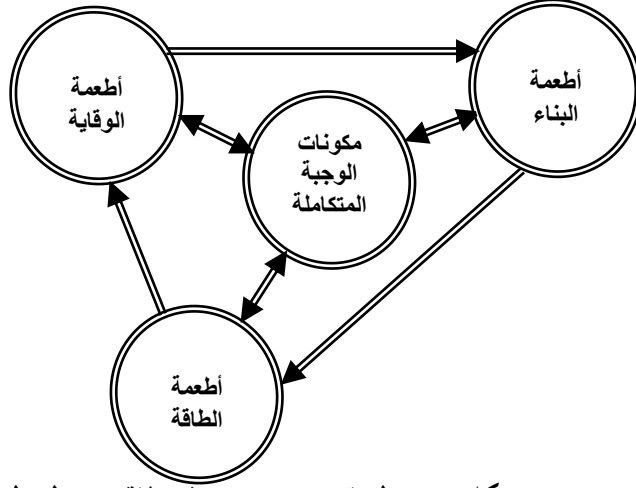 أطعمة
البناء
أطعمة
الوقاية
مكونات
الوجبة
المتكاملة
أطعمة
الطاقة